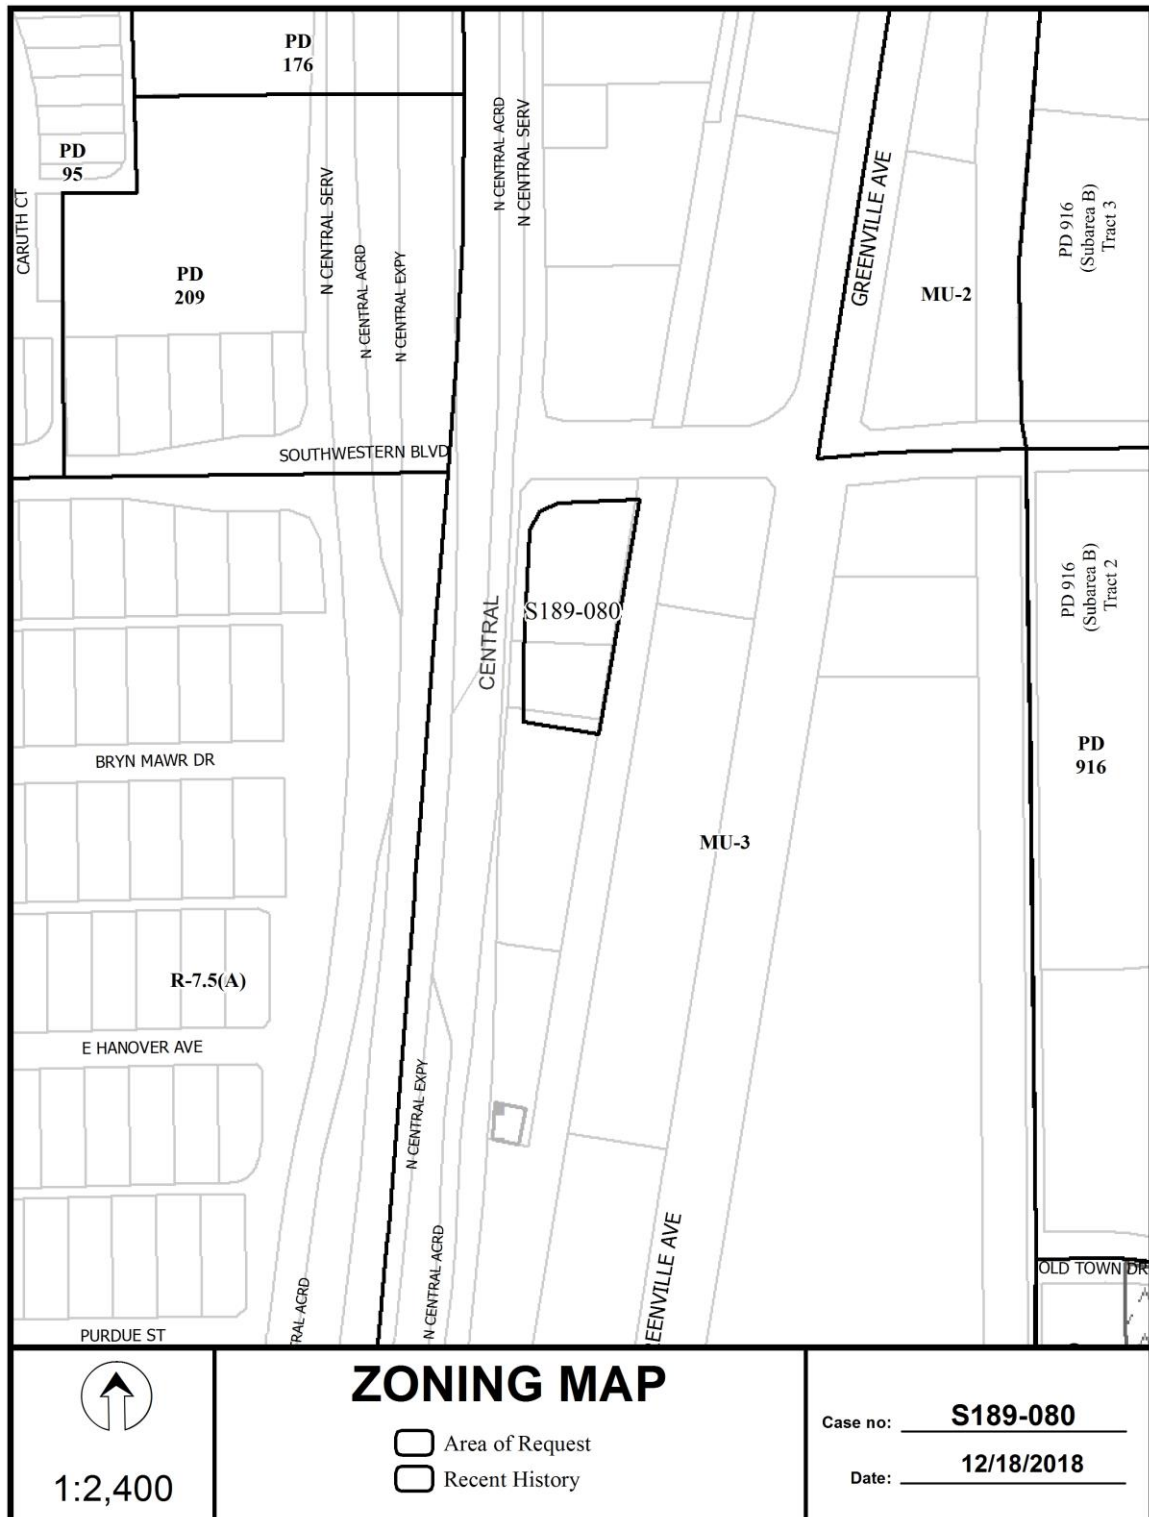 PD
176
PD
95
CARUTH CT
PD
209
N CENTRAL SERV
N CENTRAL ACRD
N CENTRAL EXPY
N CENTRAL ACRD
N CENTRAL SERV
GREENVILLE AVE
MU-2
PD 916
(Subarea B)
Tract 3
SOUTHWESTERN BLVD
CENTRAL
S189-080
PD 916
(Subarea B)
Tract 2
BRYN MAWR DR
PD
916
MU-3
R-7.5(A)
E HANOVER AVE
N CENTRAL EXPY
N CENTRAL ACRD
TRAL ACRD
REENVILLE AVE
OLD TOWN DR
PURDUE ST
1:2,400
ZONING MAP
Area of Request
Recent History
Case no: S189-080
Date: 12/18/2018